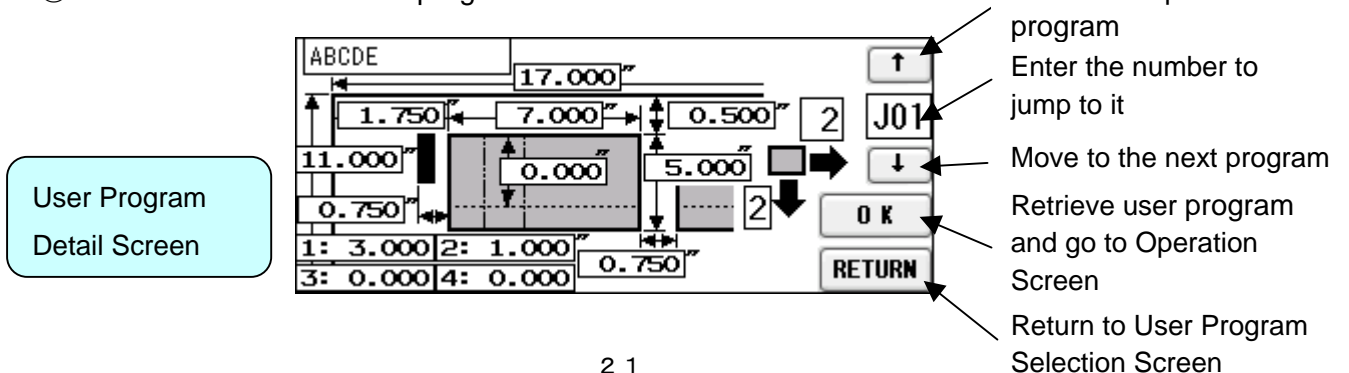 program
ABCDE
17.000"
↑
Enter the number to
jump to it
1.750" 7.000" 0.500" 2 J01
11.000" 0.000" 5.000" ↓
Move to the next program
User Program
Detail Screen
0.750" 2 O K
Retrieve user program
and go to Operation
Screen
1: 3.000 2: 1.000" 0.750" RETURN
3: 0.000 4: 0.000
Return to User Program
Selection Screen
２１